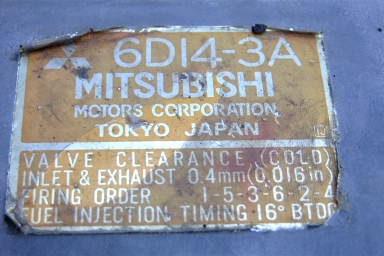 6D14-3A
MITSUBISHI
MOTORS CORPORATION,
TOKYO JAPAN
VALVE CLEARANCE (COLD)
INLET & EXHAUST 0.4mm(0.016in)
FIRING ORDER 1-5-3-6-2-4
FUEL INJECTION TIMING 16° BTDC